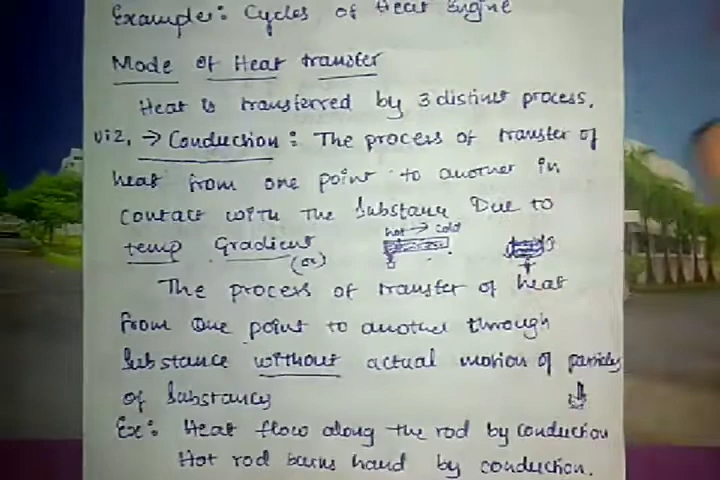 Example: Cycles of Heat Engine
Mode of Heat transfer
Heat is transferred by 3 distinct process.
viz, → Conduction: The process of transfer of
heat from one point to another in
contact with the substance Due to
hot → cold
temp Gradient
(or)
The process of transfer of heat
from one point to another through
substance without actual motion of particles
of substances
Ex: Heat flow along the rod by conduction
Hot rod burns hand by conduction.